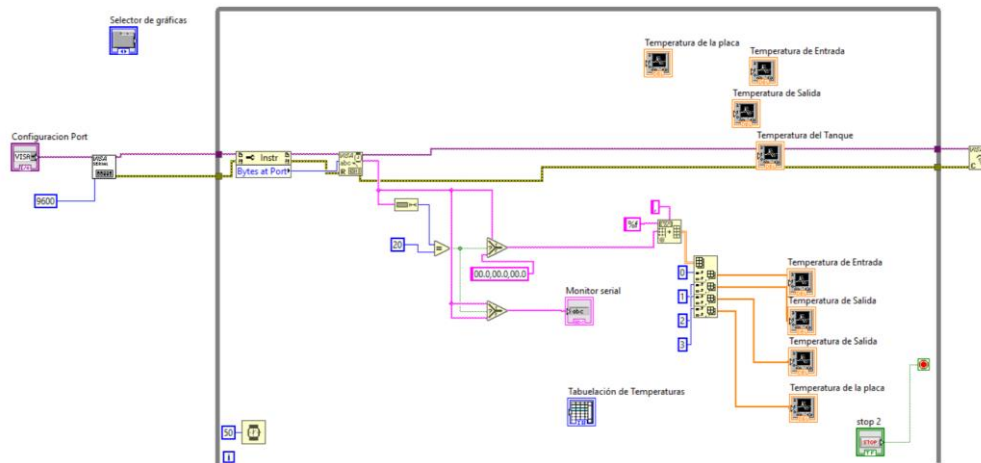 Selector de gráficas
Temperatura de la placa
Temperatura de Entrada
Temperatura de Salida
Configuracion Port
VISA
Temperatura del Tanque
Instr
Bytes at Port
9600
abc
R
%f
20
=
00.0,00.0,00.0
Monitor serial
abc
0
1
2
3
Temperatura de Entrada
Temperatura de Salida
Temperatura de Salida
Temperatura de la placa
Tabuelación de Temperaturas
stop 2
STOP
TF
50
i